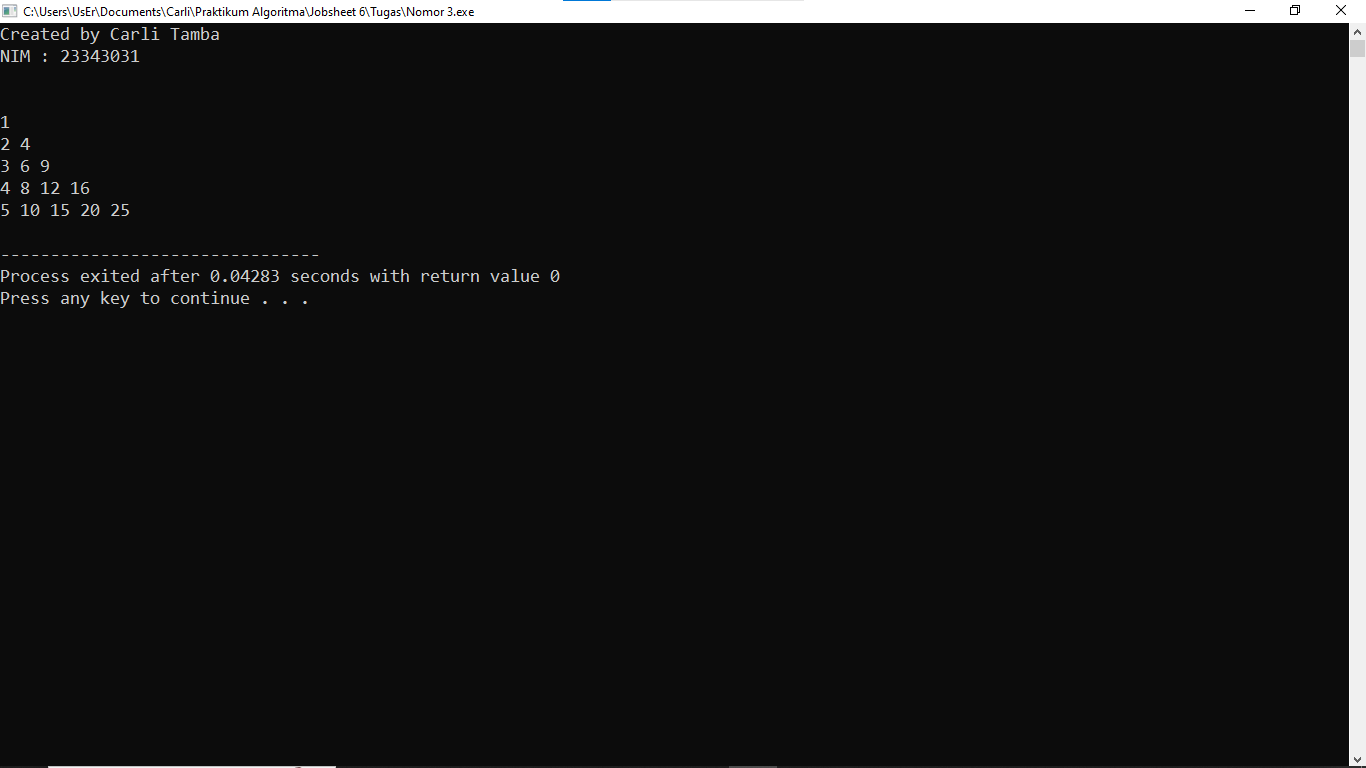 C:\Users\UsEr\Documents\Carli\Praktikum Algoritma\Jobsheet 6\Tugas\Nomor 3.exe
Created by Carli Tamba
NIM : 23343031
1
2 4
3 6 9
4 8 12 16
5 10 15 20 25
--------------------------------
Process exited after 0.04283 seconds with return value 0
Press any key to continue . . .